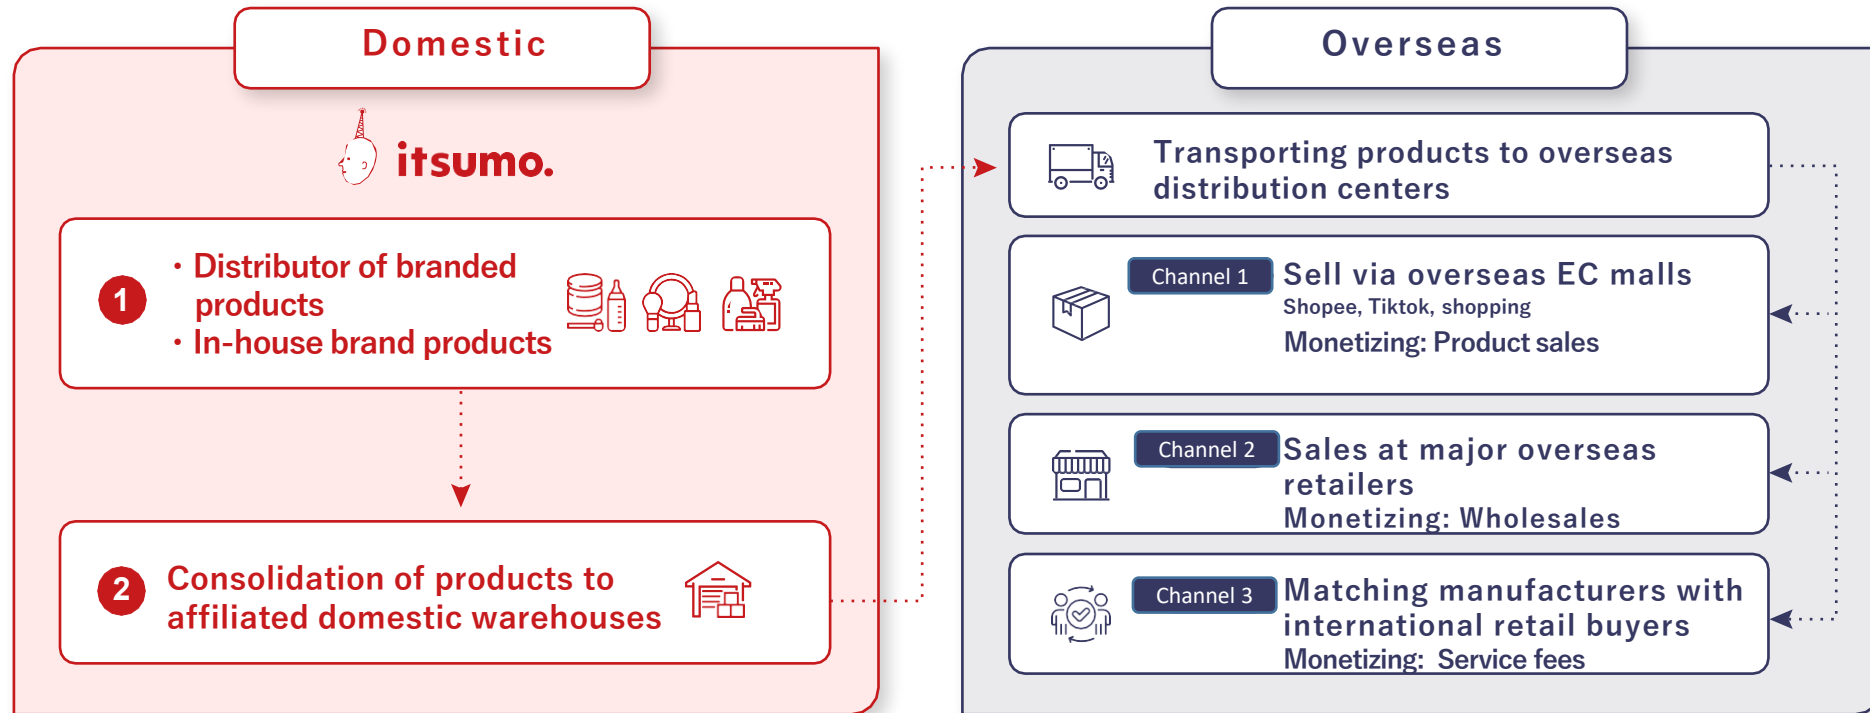 Domestic
itsumo.
1
・Distributor of branded
products
・In-house brand products
2
Consolidation of products to
affiliated domestic warehouses
Overseas
Transporting products to overseas
distribution centers
Channel 1
Sell via overseas EC malls
Shopee, Tiktok, shopping
Monetizing: Product sales
Channel 2
Sales at major overseas
retailers
Monetizing: Wholesales
Channel 3
Matching manufacturers with
international retail buyers
Monetizing: Service fees